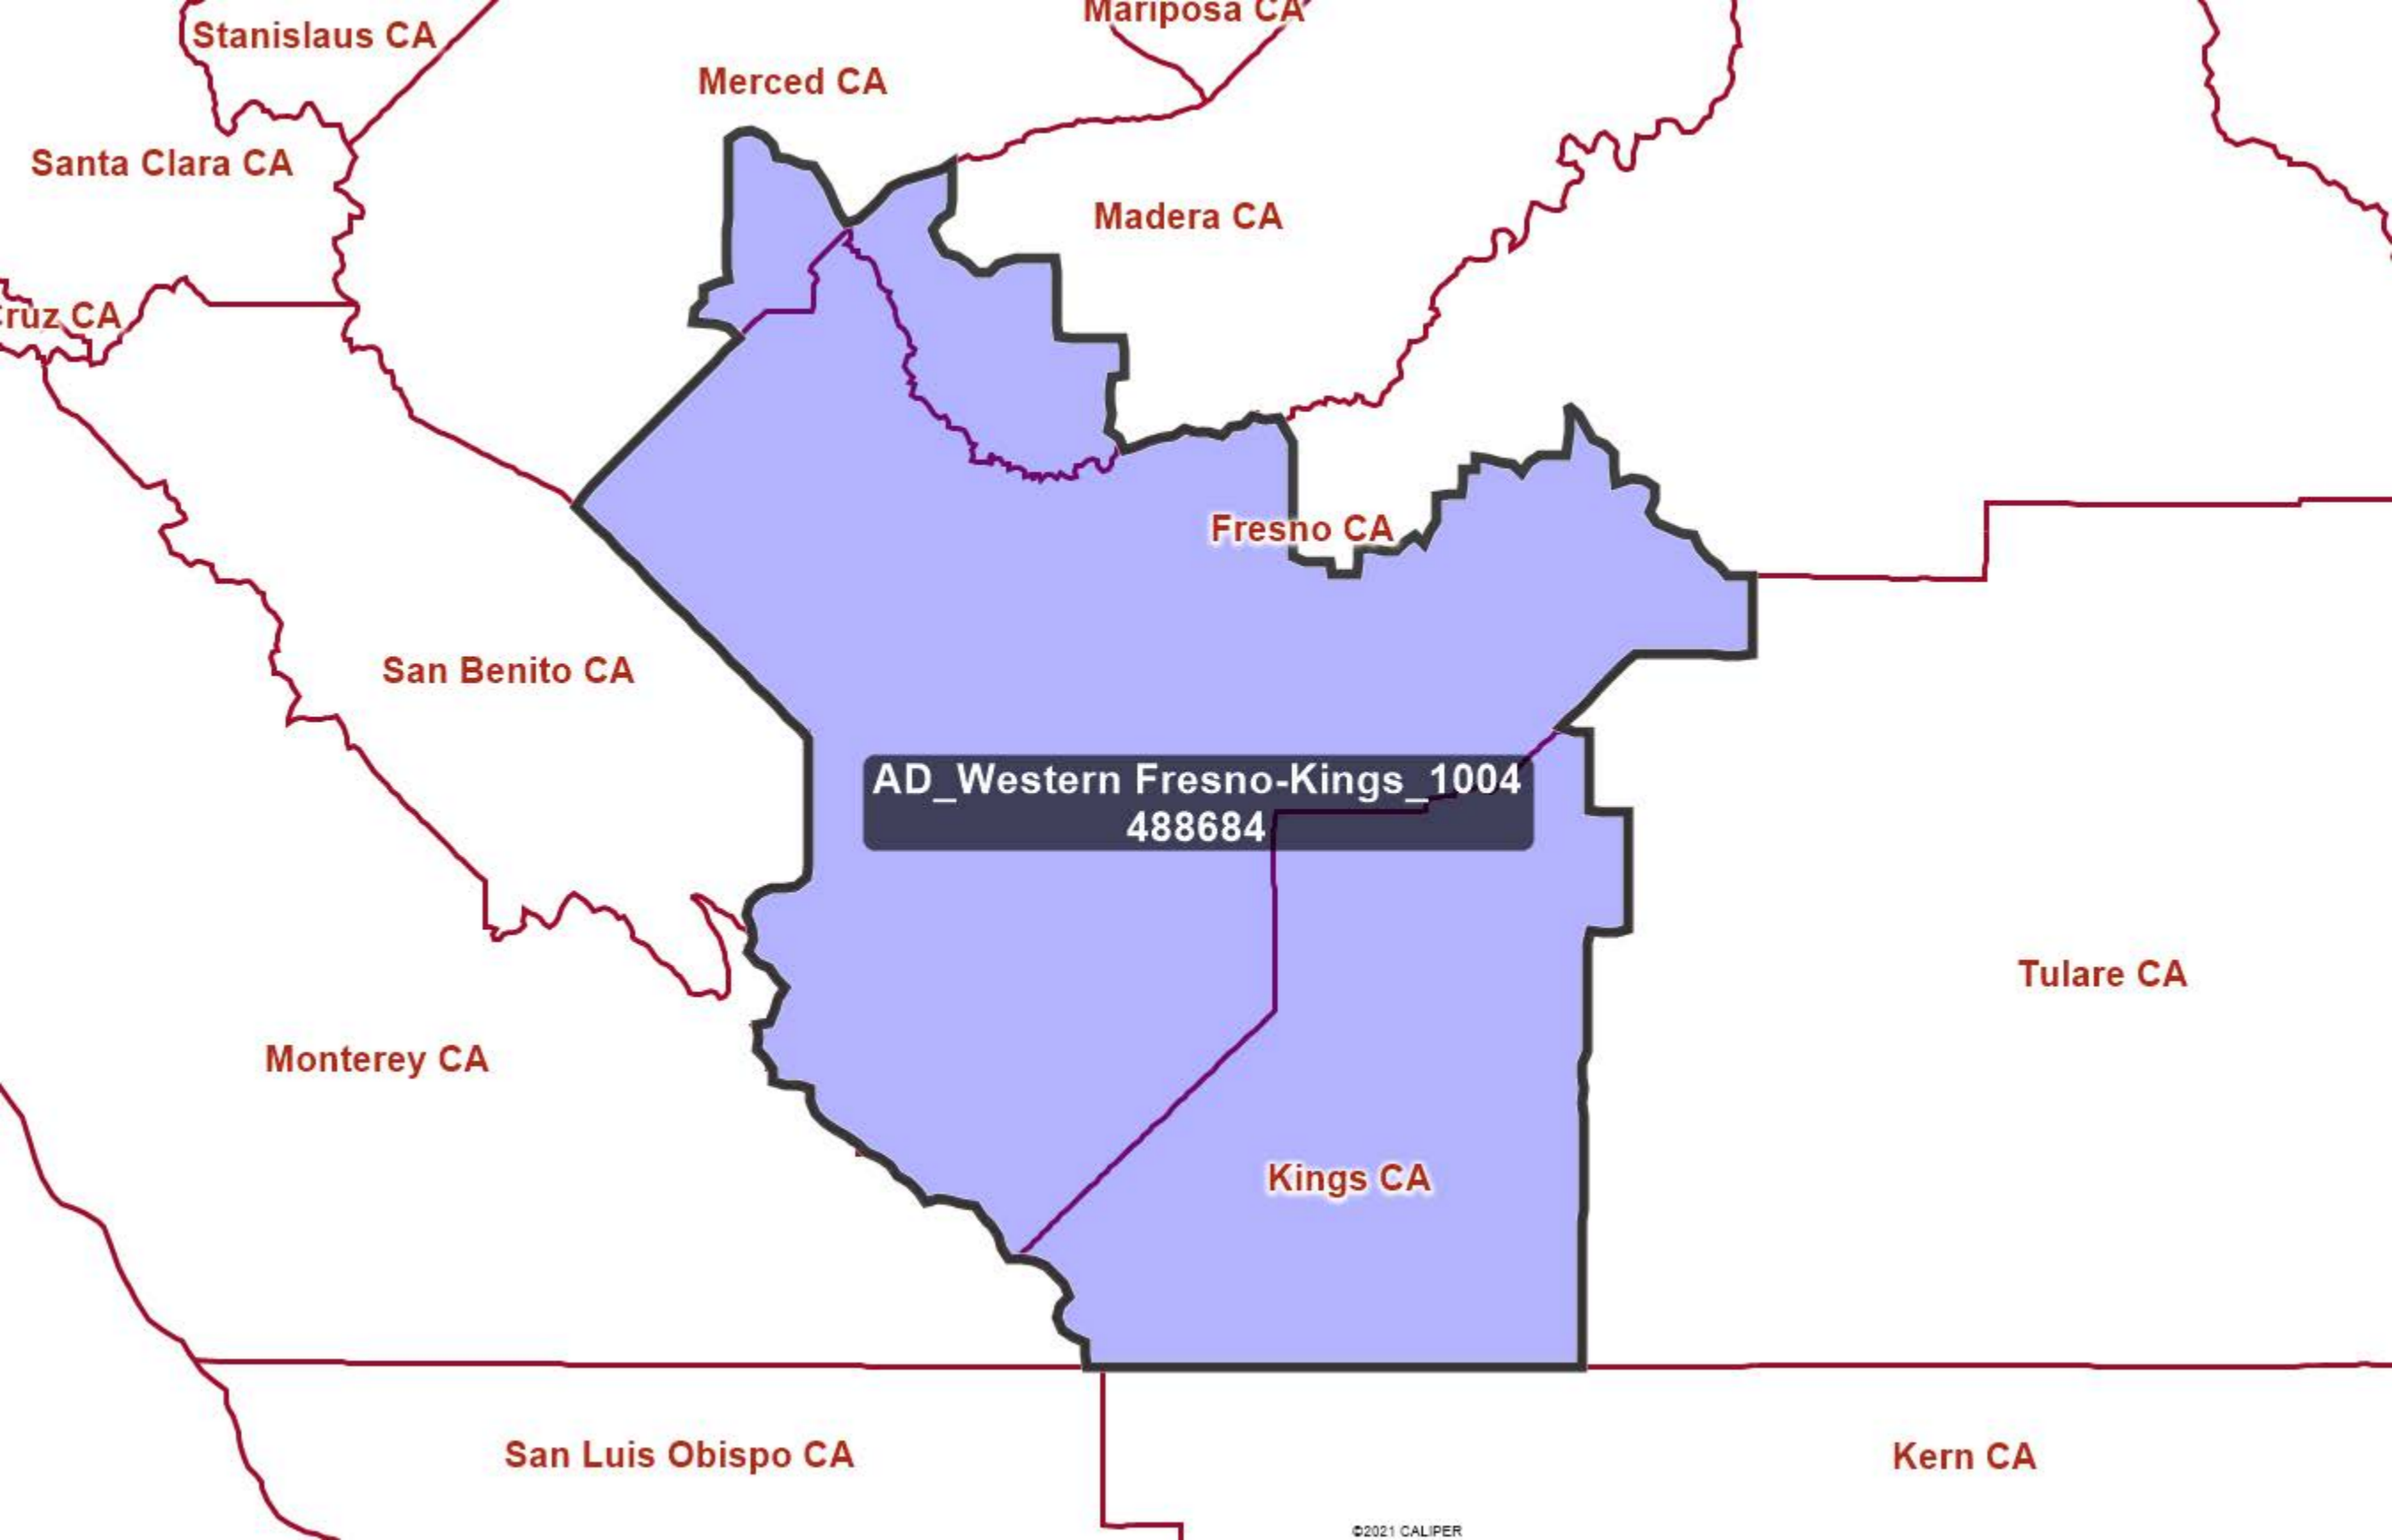 Mariposa CA
Stanislaus CA
Merced CA
Santa Clara CA
Madera CA
ruz CA
Fresno CA
San Benito CA
AD_Western Fresno-Kings_1004
488684
Tulare CA
Monterey CA
Kings CA
San Luis Obispo CA
Kern CA
©2021 CALIPER